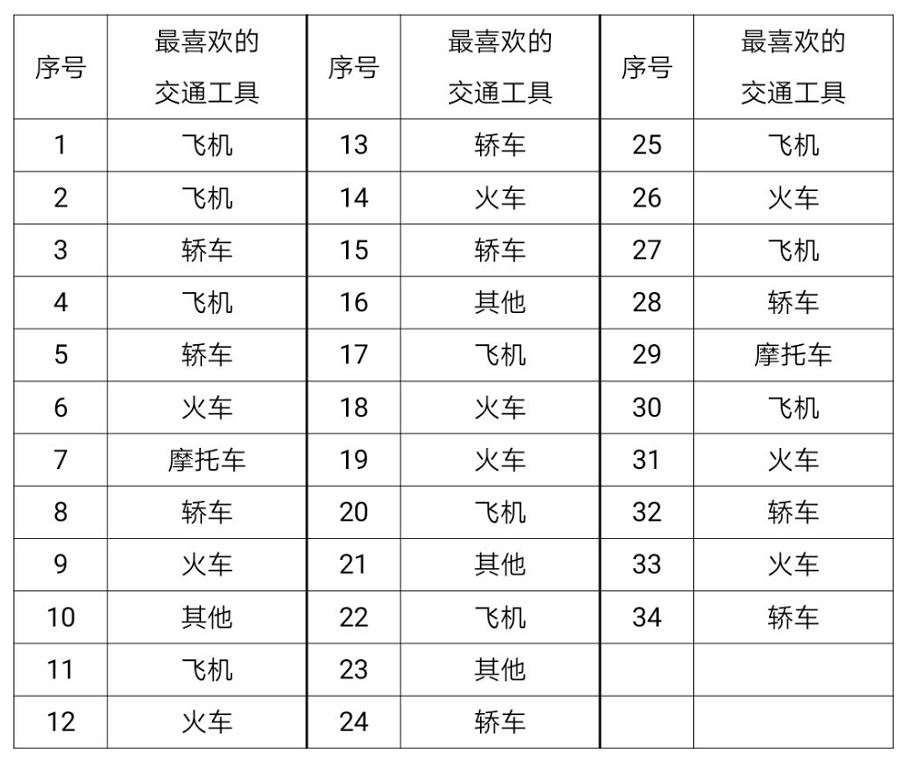 序号 最喜欢的交通工具 序号 最喜欢的交通工具 序号 最喜欢的交通工具
1 飞机 13 轿车 25 飞机
2 飞机 14 火车 26 火车
3 轿车 15 轿车 27 飞机
4 飞机 16 其他 28 轿车
5 轿车 17 飞机 29 摩托车
6 火车 18 火车 30 飞机
7 摩托车 19 火车 31 火车
8 轿车 20 飞机 32 轿车
9 火车 21 其他 33 火车
10 其他 22 飞机 34 轿车
11 飞机 23 其他
12 火车 24 轿车